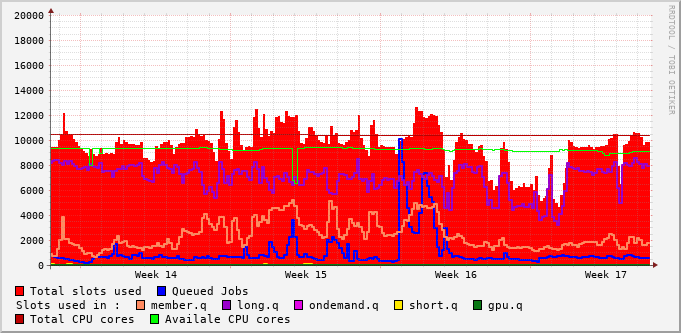 RRDTOOL / TOBI OETIKER
20000
18000
16000
14000
12000
10000
8000
6000
4000
2000
0
Week 14 Week 15 Week 16 Week 17
Total slots used Queued Jobs
Slots used in : member.q long.q ondemand.q short.q gpu.q
Total CPU cores Availale CPU cores